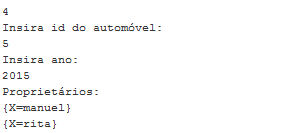 4
Insira id do automóvel:
5
Insira ano:
2015
Proprietários:
{X=manuel}
{X=rita}